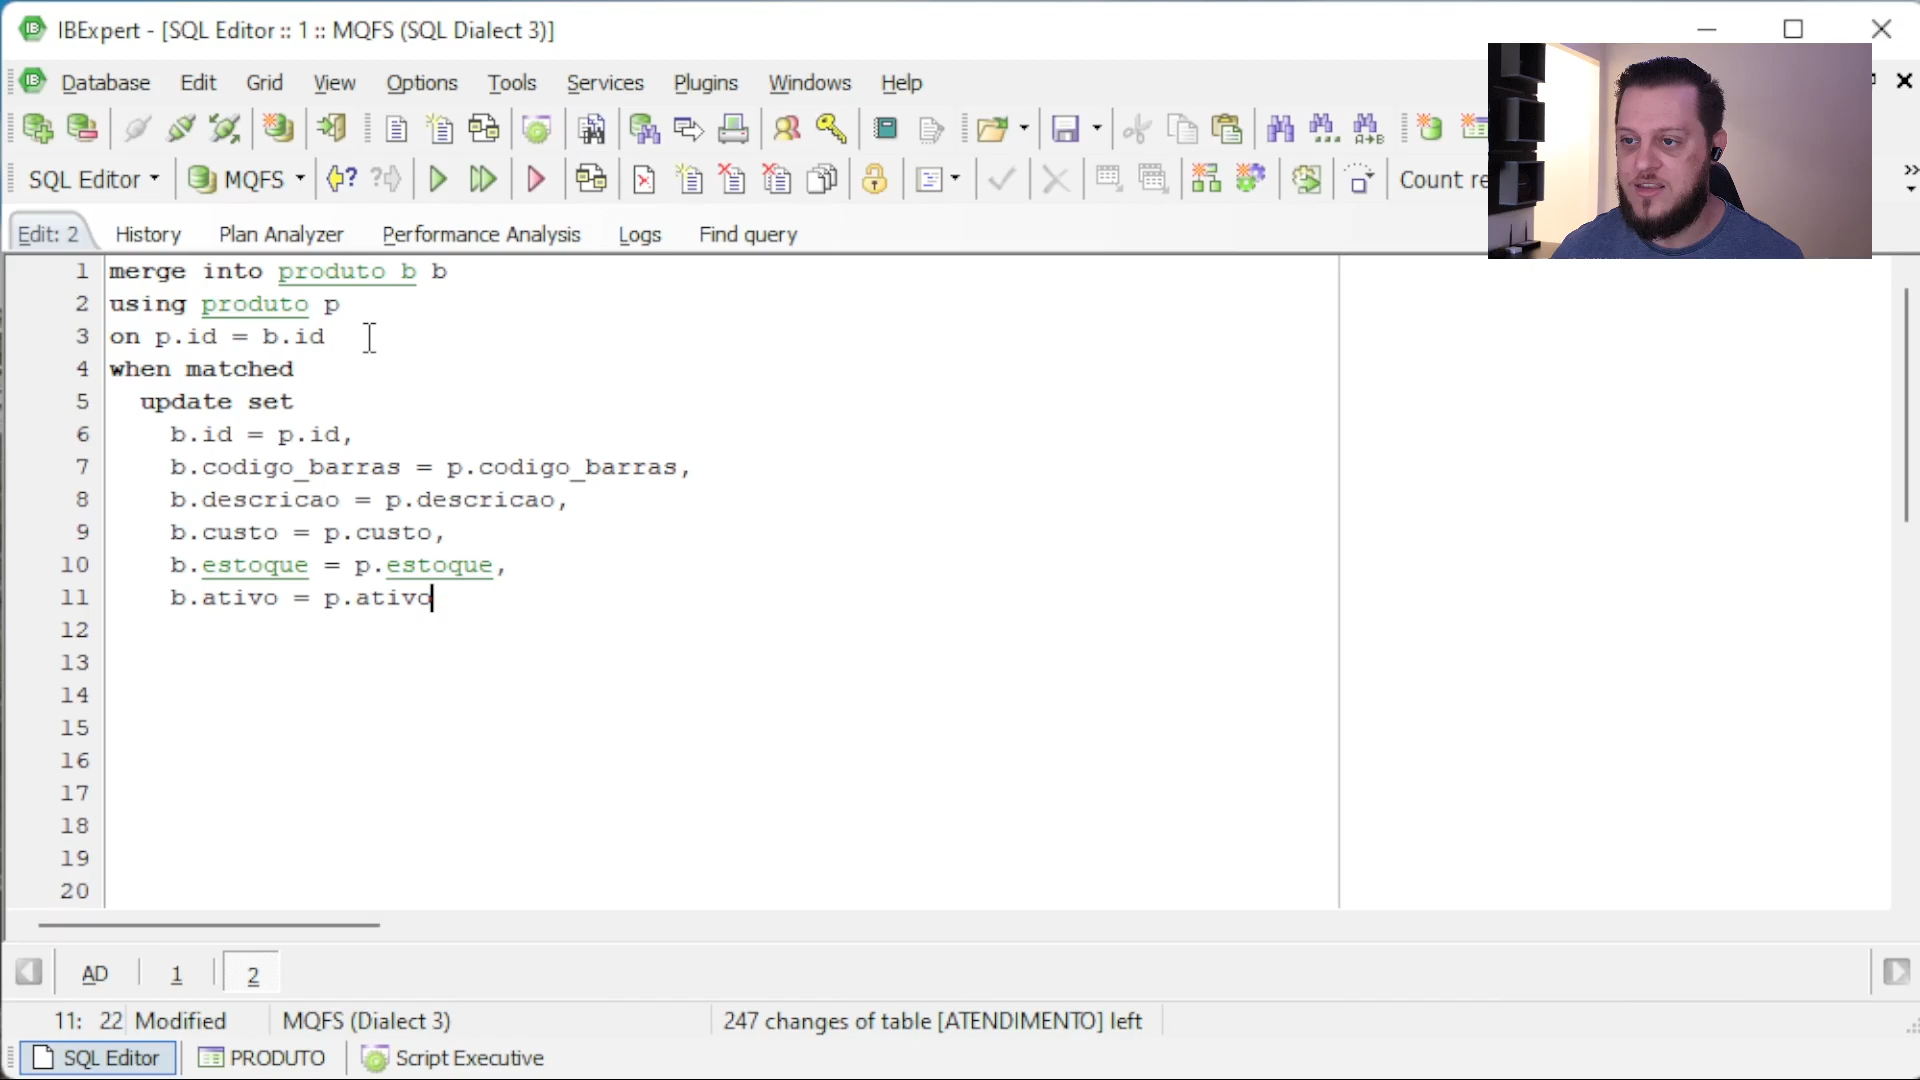 IBExpert - [SQL Editor :: 1 :: MQFS (SQL Dialect 3)]
Database Edit Grid View Options Tools Services Plugins Windows Help
SQL Editor MQFS Count re
Edit: 2 History Plan Analyzer Performance Analysis Logs Find query
1 merge into produto b b
2 using produto p
3 on p.id = b.id
4 when matched
5 update set
6 b.id = p.id,
7 b.codigo_barras = p.codigo_barras,
8 b.descricao = p.descricao,
9 b.custo = p.custo,
10 b.estoque = p.estoque,
11 b.ativo = p.ativo
12
13
14
15
16
17
18
19
20
AD 1 2
11: 22 Modified MQFS (Dialect 3) 247 changes of table [ATENDIMENTO] left
SQL Editor PRODUTO Script Executive